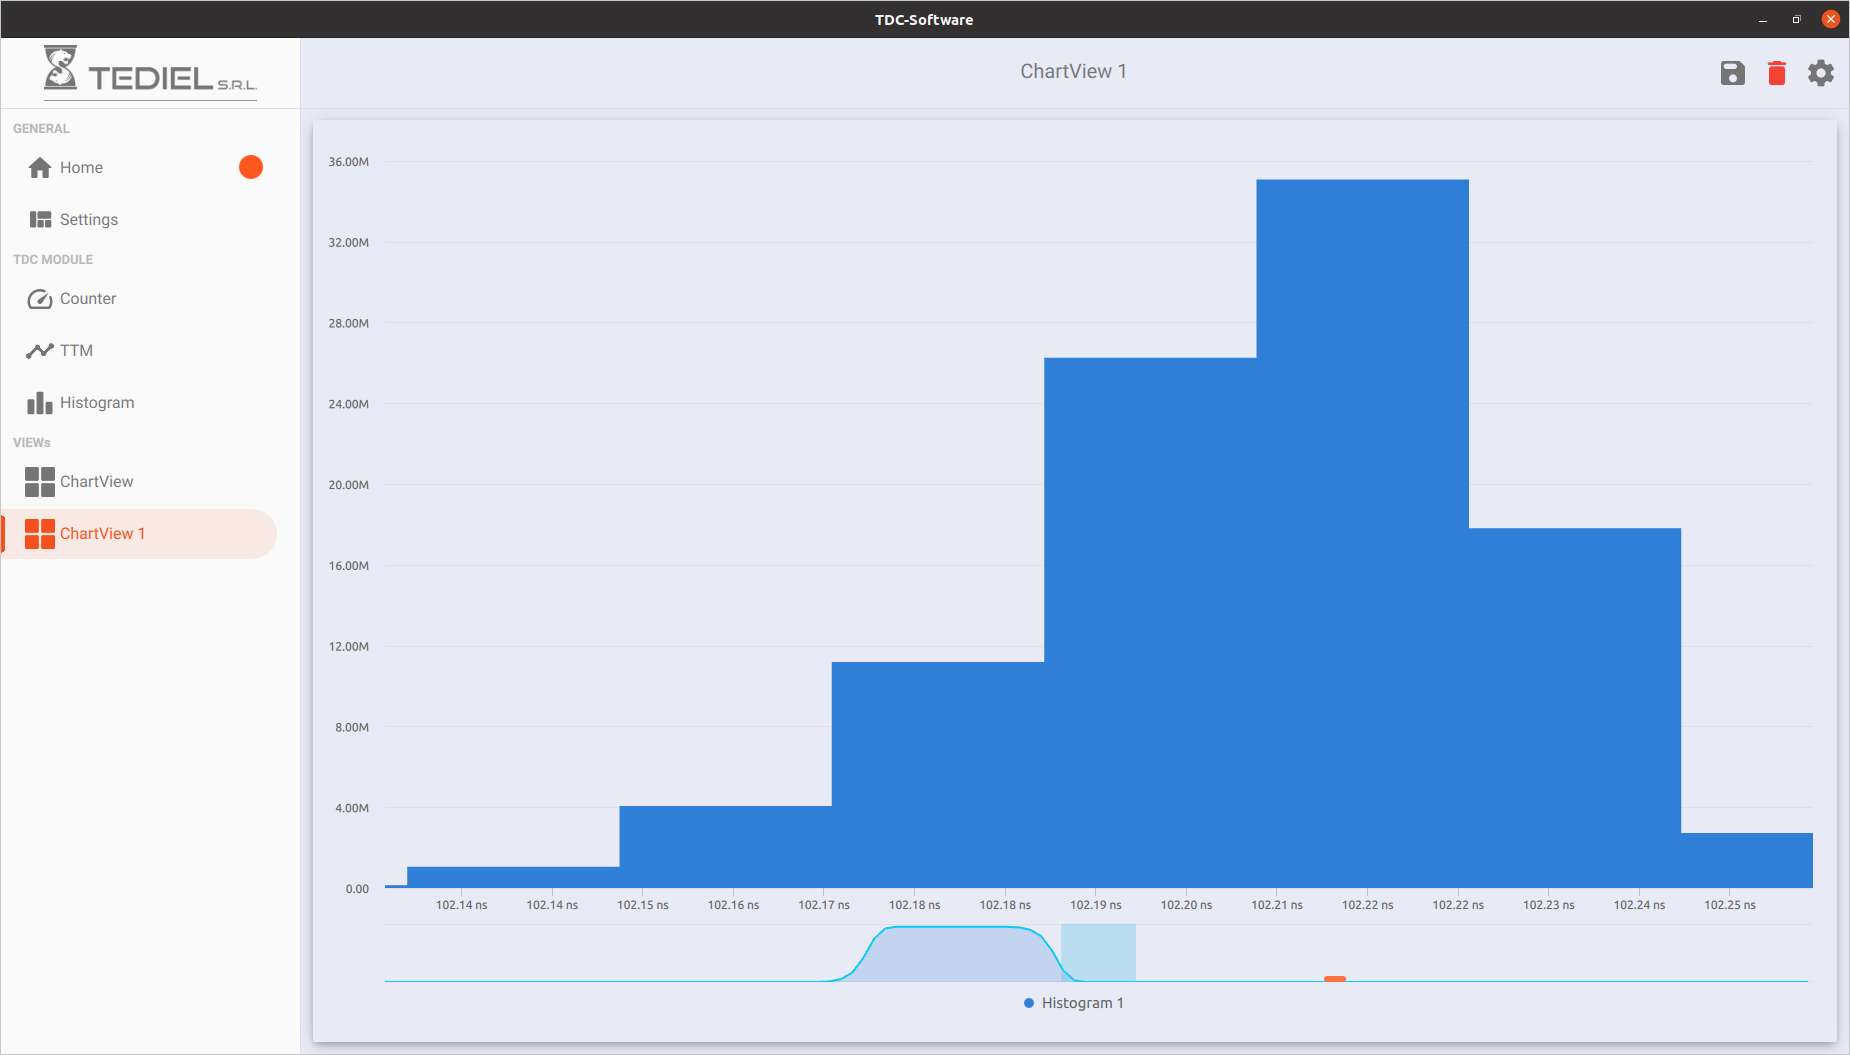 TDC-Software
TEDIEL S.R.L.
ChartView 1
GENERAL
Home
Settings
TDC MODULE
Counter
TTM
Histogram
VIEWs
ChartView
ChartView 1
36.00M
32.00M
28.00M
24.00M
20.00M
16.00M
12.00M
8.00M
4.00M
0.00
102.14 ns 102.14 ns 102.15 ns 102.16 ns 102.17 ns 102.18 ns 102.18 ns 102.19 ns 102.20 ns 102.21 ns 102.22 ns 102.22 ns 102.23 ns 102.24 ns 102.25 ns
Histogram 1